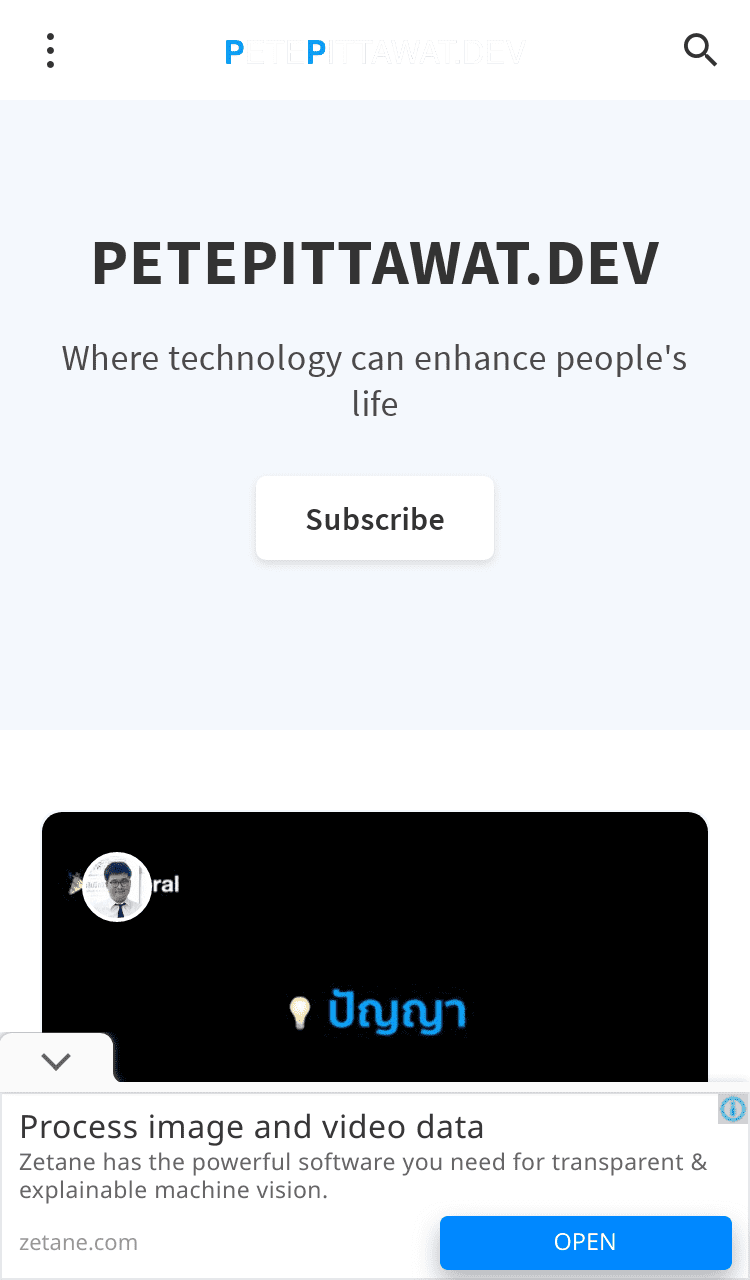 PETEPITTAWAT.DEV
PETEPITTAWAT.DEV
Where technology can enhance people's
life
Subscribe
ral
ปัญญา
Process image and video data
Zetane has the powerful software you need for transparent &
explainable machine vision.
zetane.com
OPEN